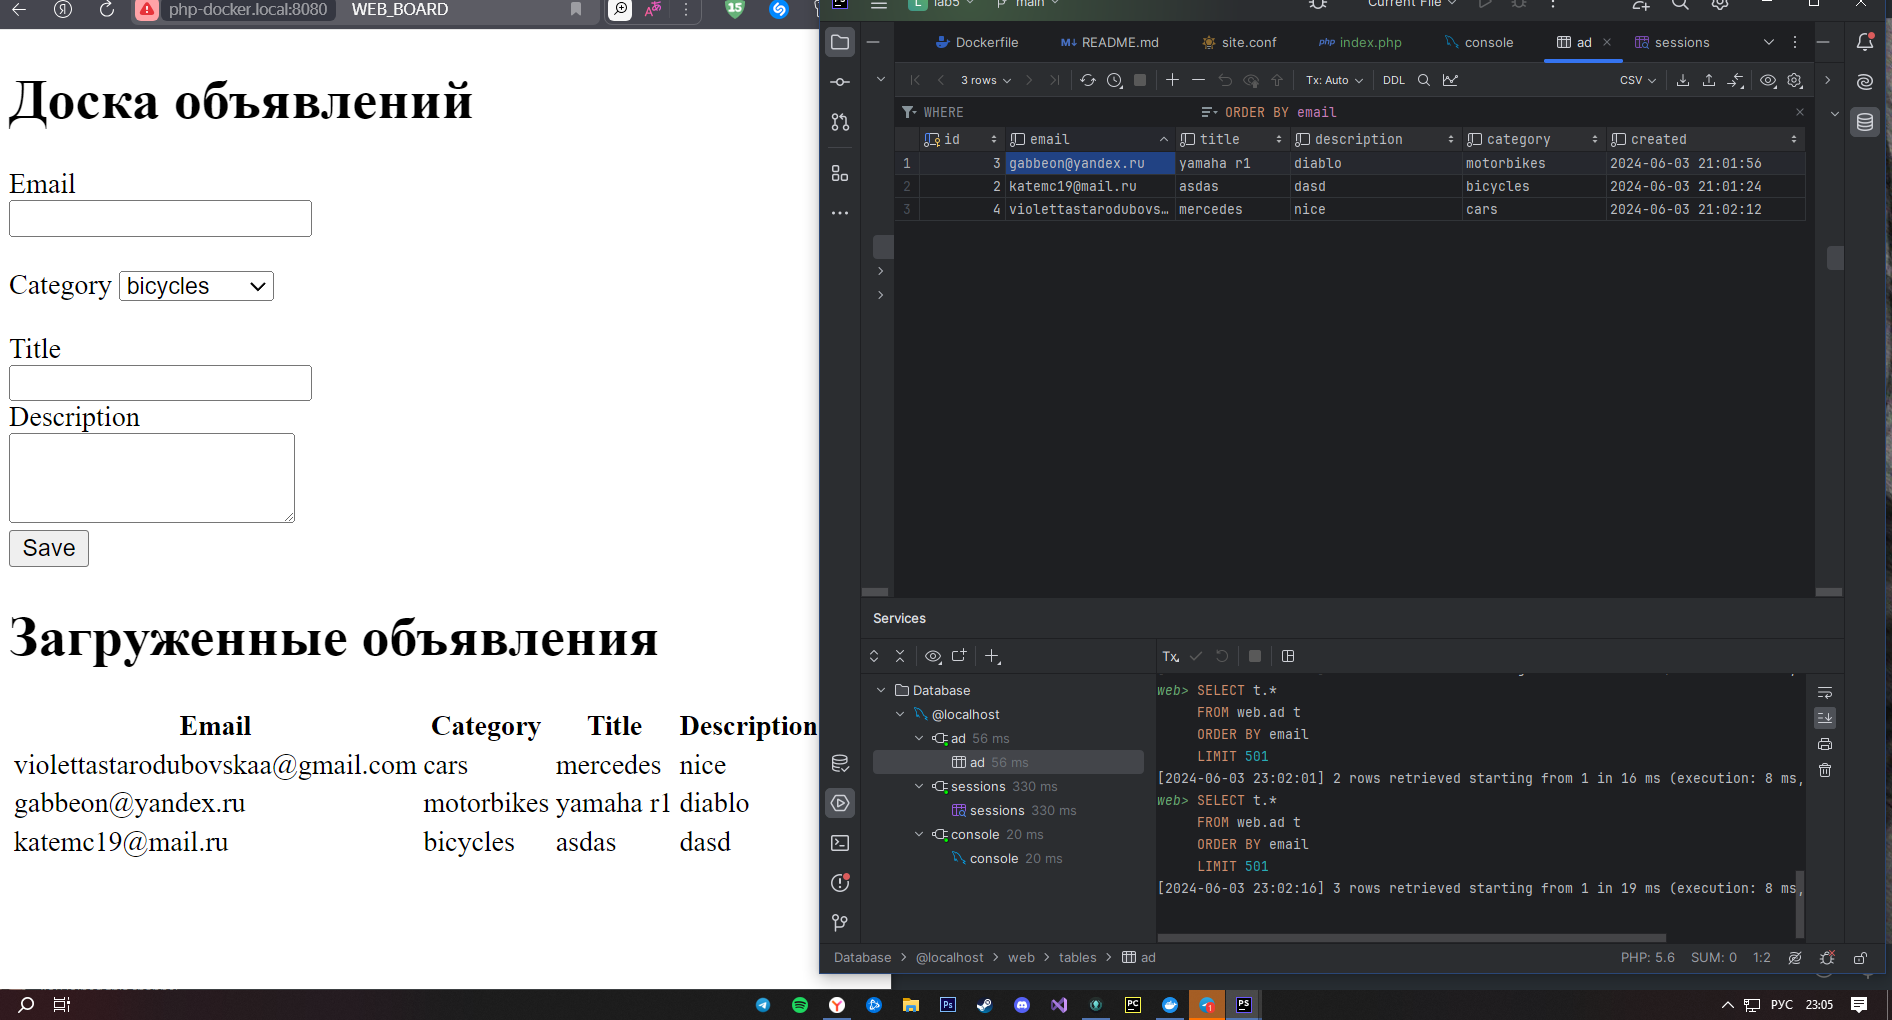 php-docker.local:8080 WEB_BOARD
15
Доска объявлений
Email
Category bicycles
Title
Description
Save
Загруженные объявления
Email Category Title Description
violettastarodubovskaa@gmail.com cars mercedes nice
gabbeon@yandex.ru motorbikes yamaha r1 diablo
katemc19@mail.ru bicycles asdas dasd
L lab5 main Current File
Dockerfile README.md site.conf index.php console ad sessions
3 rows Tx: Auto DDL CSV
WHERE ORDER BY email
id email title description category created
1 3 gabbeon@yandex.ru yamaha r1 diablo motorbikes 2024-06-03 21:01:56
2 2 katemc19@mail.ru asdas dasd bicycles 2024-06-03 21:01:24
3 4 violettastarodubovs… mercedes nice cars 2024-06-03 21:02:12
Services
Tx
Database
@localhost
ad 56 ms
ad 56 ms
sessions 330 ms
sessions 330 ms
console 20 ms
console 20 ms
web> SELECT t.*
FROM web.ad t
ORDER BY email
LIMIT 501
[2024-06-03 23:02:01] 2 rows retrieved starting from 1 in 16 ms (execution: 8 ms,
web> SELECT t.*
FROM web.ad t
ORDER BY email
LIMIT 501
[2024-06-03 23:02:16] 3 rows retrieved starting from 1 in 19 ms (execution: 8 ms,
Database > @localhost > web > tables > ad
PHP: 5.6 SUM: 0 1:2
РУС 23:05